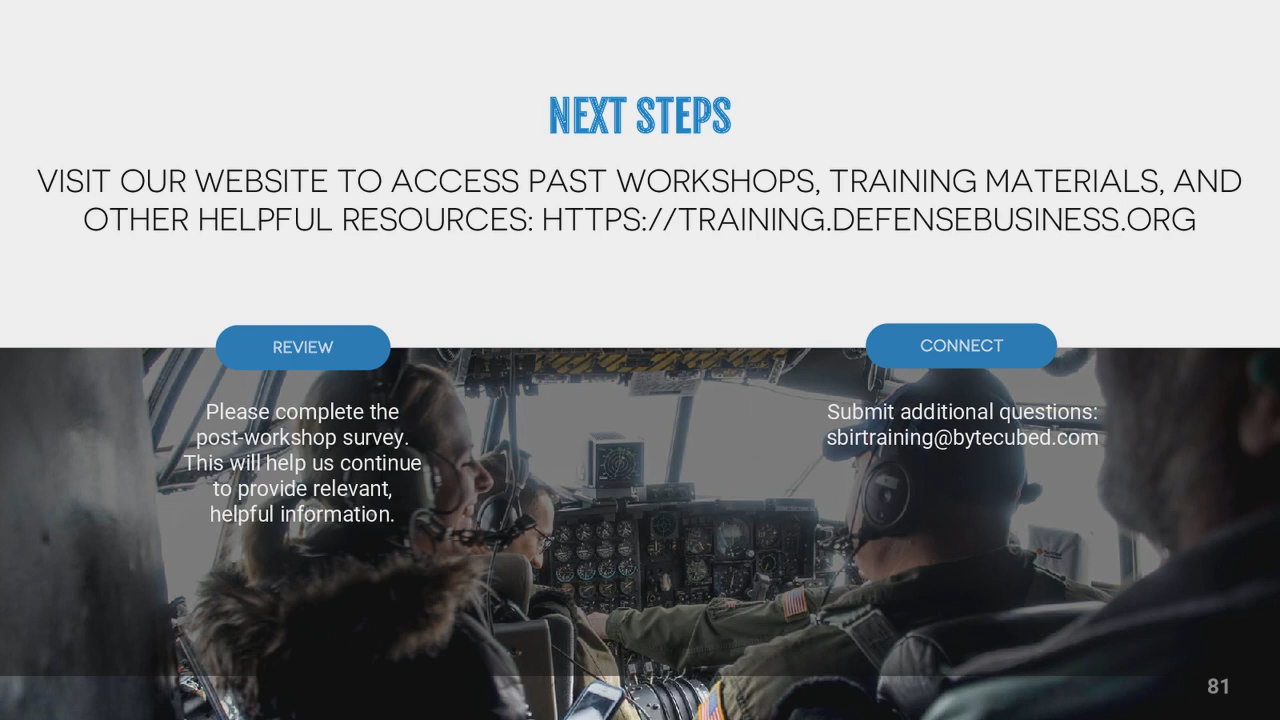 NEXT STEPS
VISIT OUR WEBSITE TO ACCESS PAST WORKSHOPS, TRAINING MATERIALS, AND
OTHER HELPFUL RESOURCES: HTTPS://TRAINING.DEFENSEBUSINESS.ORG
REVIEW
Please complete the
post-workshop survey.
This will help us continue
to provide relevant,
helpful information.
CONNECT
Submit additional questions:
sbirtraining@bytecubed.com
81